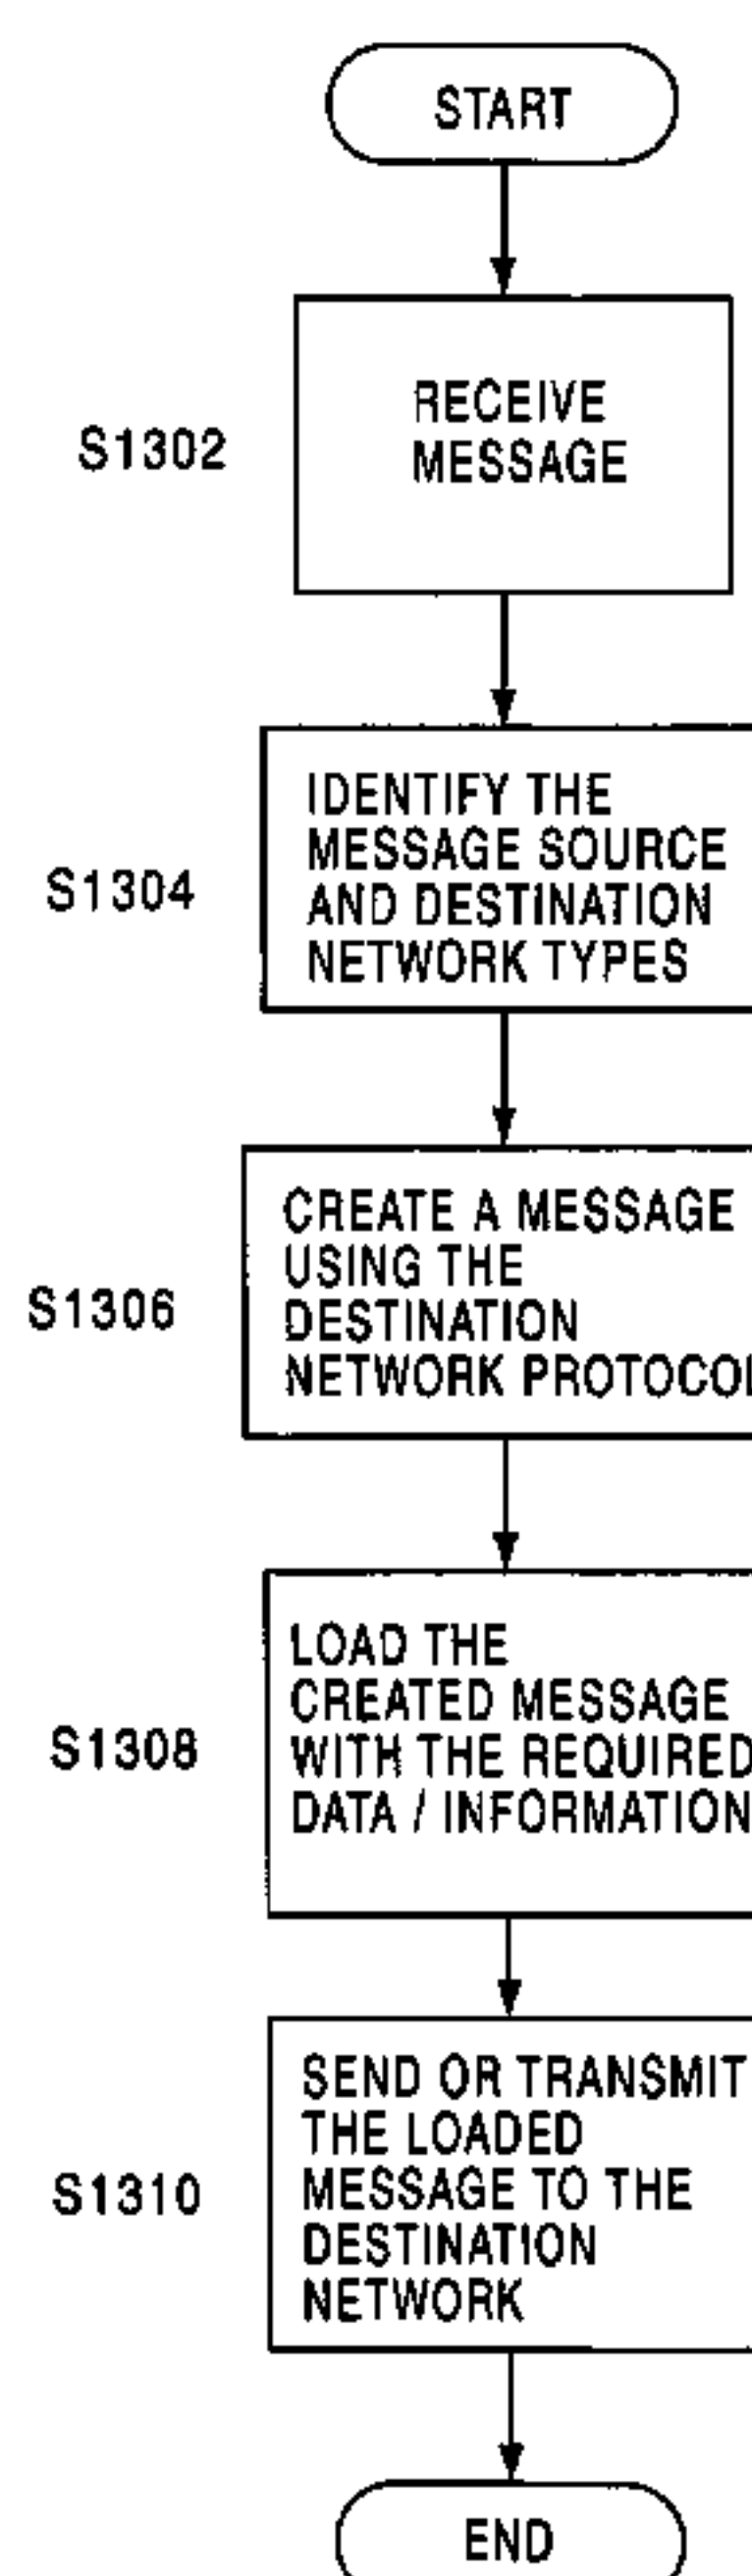 START
S1302
RECEIVE
MESSAGE
S1304
IDENTIFY THE
MESSAGE SOURCE
AND DESTINATION
NETWORK TYPES
S1306
CREATE A MESSAGE
USING THE
DESTINATION
NETWORK PROTOCOL
S1308
LOAD THE
CREATED MESSAGE
WITH THE REQUIRED
DATA / INFORMATION
S1310
SEND OR TRANSMIT
THE LOADED
MESSAGE TO THE
DESTINATION
NETWORK
END